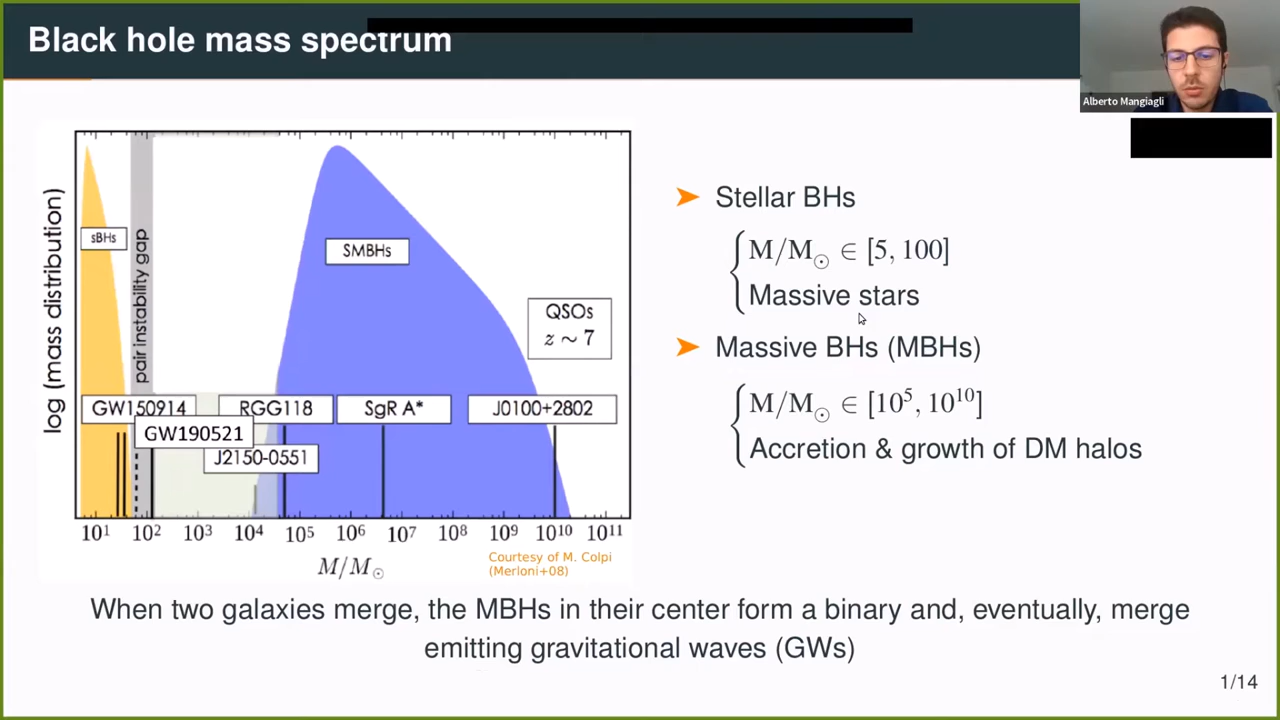 Black hole mass spectrum
Alberto Mangiagli
log (mass distribution)
sBHs
pair instability gap
SMBHs
QSOs
z ∼ 7
GW150914
RGG118
SgR A*
J0100+2802
GW190521
J2150-0551
10¹ 10² 10³ 10⁴ 10⁵ 10⁶ 10⁷ 10⁸ 10⁹ 10¹⁰ 10¹¹
M/M☉
Courtesy of M. Colpi
(Merloni+08)
➤ Stellar BHs
M/M☉ ∈ [5, 100]
Massive stars
➤ Massive BHs (MBHs)
M/M☉ ∈ [10⁵, 10¹⁰]
Accretion & growth of DM halos
When two galaxies merge, the MBHs in their center form a binary and, eventually, merge
emitting gravitational waves (GWs)
1/14